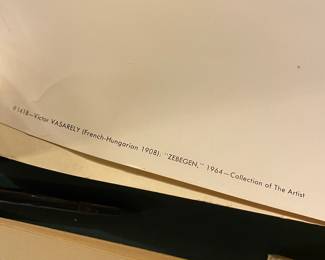 #1418—Victor VASARELY (French-Hungarian 1908); "ZEBEGEN," 1964—Collection of The Artist